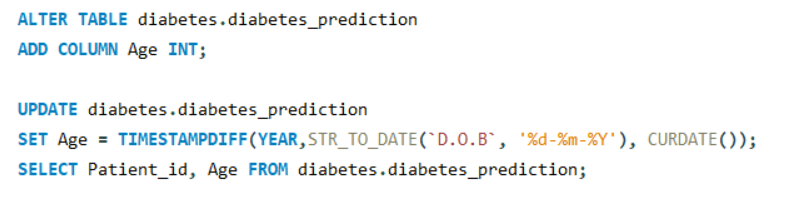 ALTER TABLE diabetes.diabetes_prediction
ADD COLUMN Age INT;
UPDATE diabetes.diabetes_prediction
SET Age = TIMESTAMPDIFF(YEAR,STR_TO_DATE(`D.O.B`, '%d-%m-%Y'), CURDATE());
SELECT Patient_id, Age FROM diabetes.diabetes_prediction;